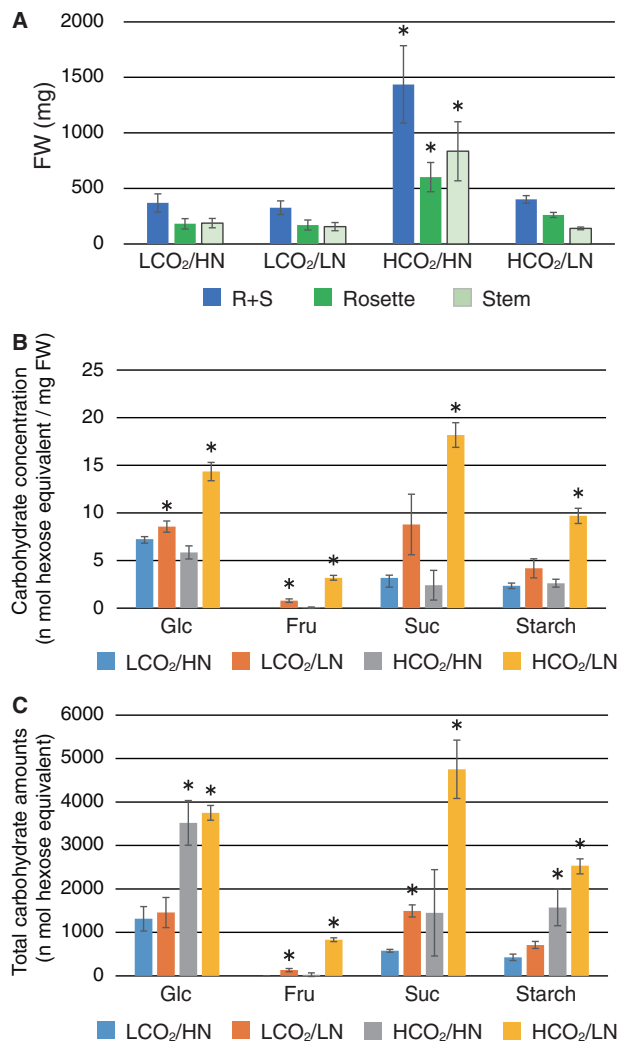 A
FW (mg)
2000
1500
1000
500
0
* * *
LCO₂/HN LCO₂/LN HCO₂/HN HCO₂/LN
R+S Rosette Stem
B
Carbohydrate concentration
(n mol hexose equivalent / mg FW)
25
20
15
10
5
0
* * * * * *
Glc Fru Suc Starch
LCO₂/HN LCO₂/LN HCO₂/HN HCO₂/LN
C
Total carbohydrate amounts
(n mol hexose equivalent)
6000
5000
4000
3000
2000
1000
0
* * * * * * * *
Glc Fru Suc Starch
LCO₂/HN LCO₂/LN HCO₂/HN HCO₂/LN